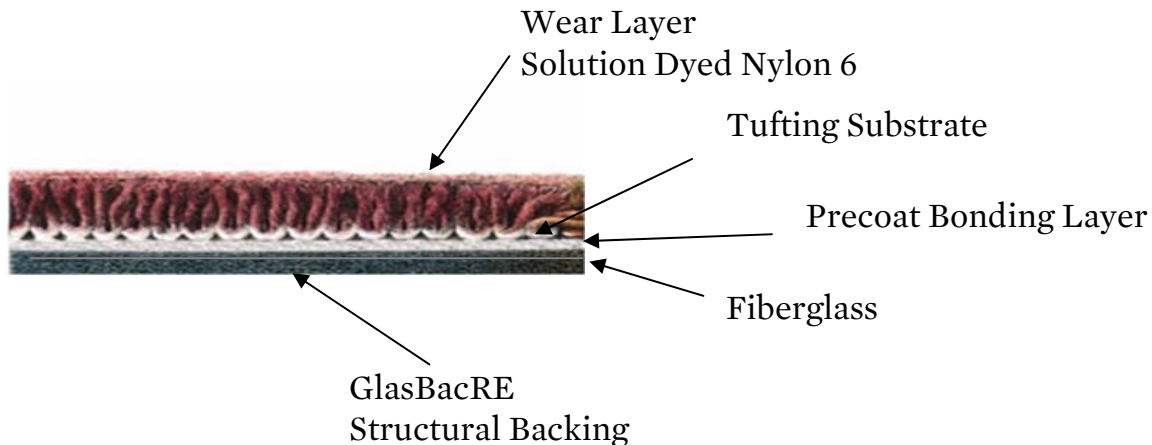 Wear Layer
Solution Dyed Nylon 6
Tufting Substrate
Precoat Bonding Layer
Fiberglass
GlasBacRE
Structural Backing